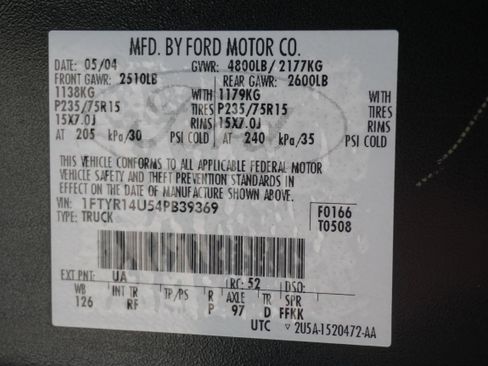 MFD. BY FORD MOTOR CO.
DATE: 05/04 GVWR: 4800LB/ 2177KG
FRONT GAWR: 2510LB REAR GAWR: 2600LB
1138KG WITH 1179KG WITH
P235/75R15 TIRES P235/75R15 TIRES
15X7.0J RIMS 15X7.0J RIMS
AT 205 kPa/30 PSI COLD AT 240 kPa/35 PSI COLD
THIS VEHICLE CONFORMS TO ALL APPLICABLE FEDERAL MOTOR
VEHICLE SAFETY AND THEFT PREVENTION STANDARDS IN
EFFECT ON THE DATE OF MANUFACTURE SHOWN ABOVE.
VIN: 1FTYR14U54PB39369 F0166
TYPE: TRUCK T0508
EXT PNT: UA RC: 52 DSO:
WB INT TR TP/PS R AXLE TR SPR
126 RF P 97 D FFKK
UTC ▽ 2U5A-1520472-AA